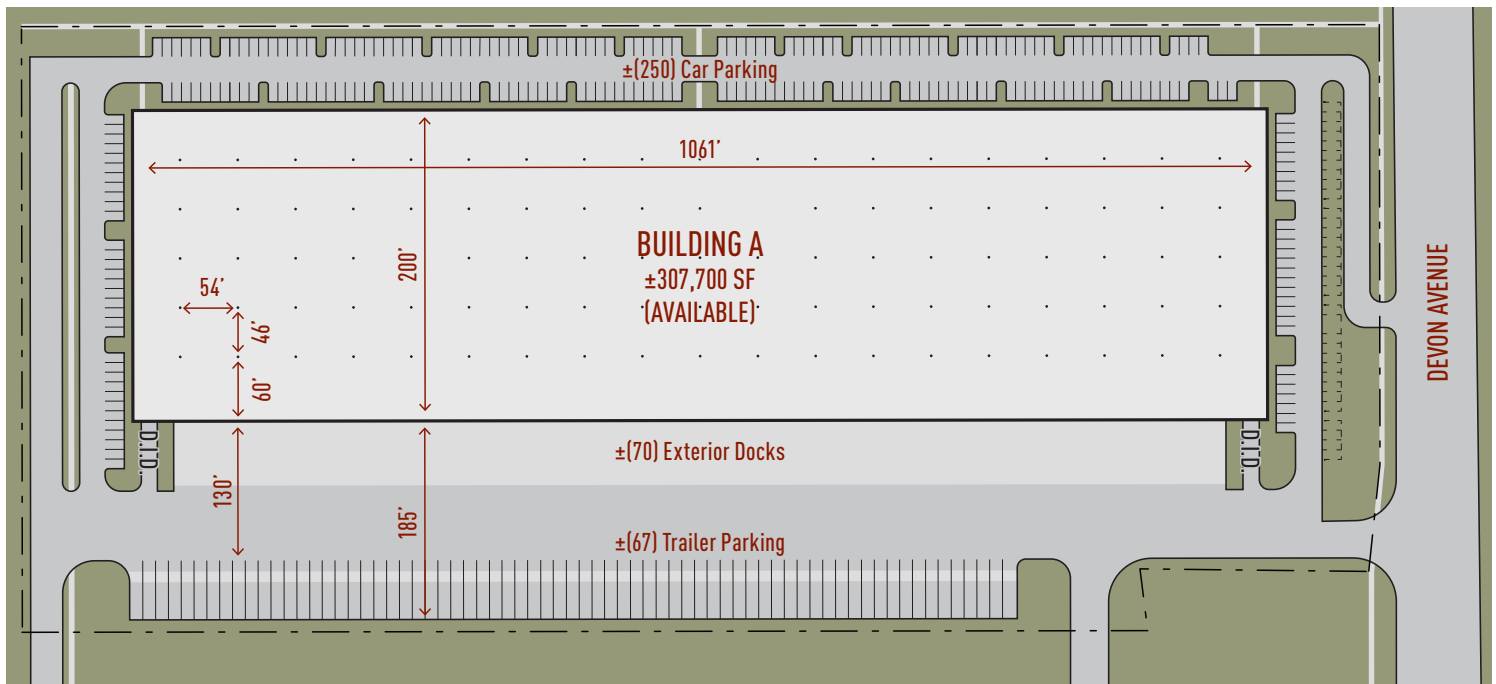 ±(250) Car Parking
1061'
200'
BUILDING A
±307,700 SF
(AVAILABLE)
54'
46'
60'
DEVON AVENUE
D.I.D.
D.I.D.
±(70) Exterior Docks
130'
185'
±(67) Trailer Parking